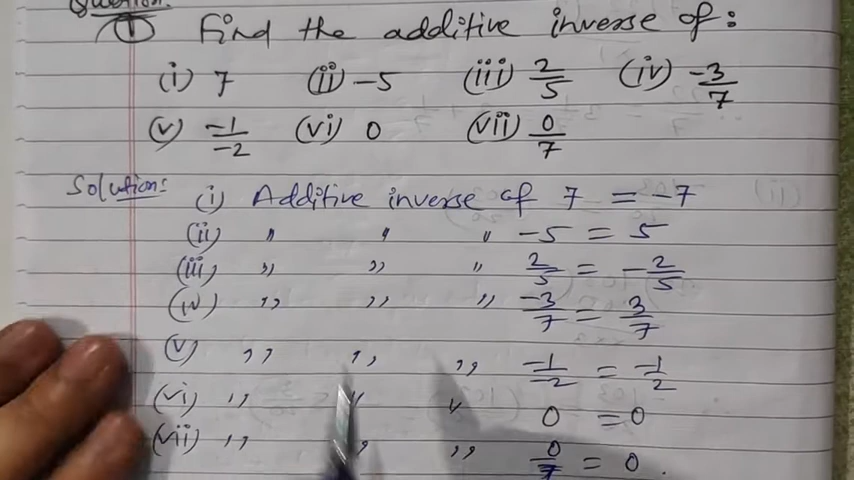 Question:
(1) Find the additive inverse of:
(i) 7 (ii) -5 (iii) 2/5 (iv) -3/7
(v) -1/-2 (vi) 0 (vii) 0/7
Solution: (i) Additive inverse of 7 = -7
(ii) " " " -5 = 5
(iii) " " " 2/5 = -2/5
(iv) " " " -3/7 = 3/7
(v) " " " -1/-2 = -1/2
(vi) " " " 0 = 0
(vii) " " " 0/7 = 0.